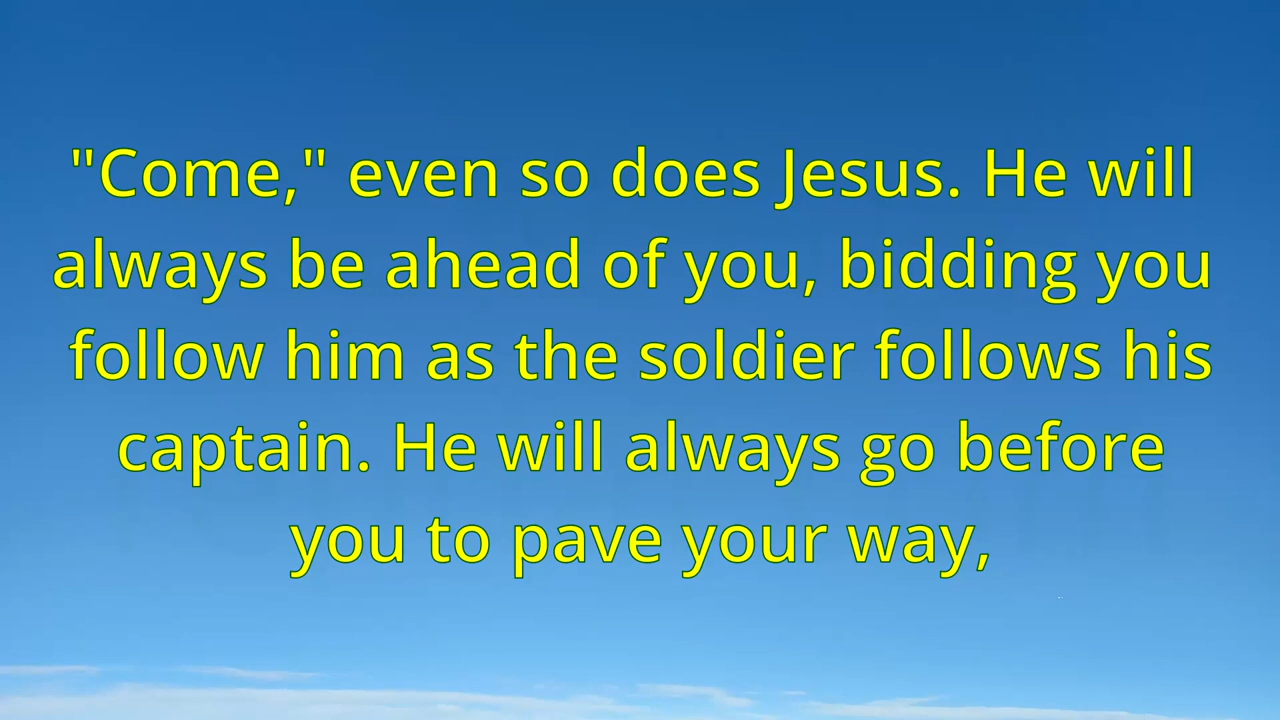 "Come," even so does Jesus. He will
always be ahead of you, bidding you
follow him as the soldier follows his
captain. He will always go before
you to pave your way,